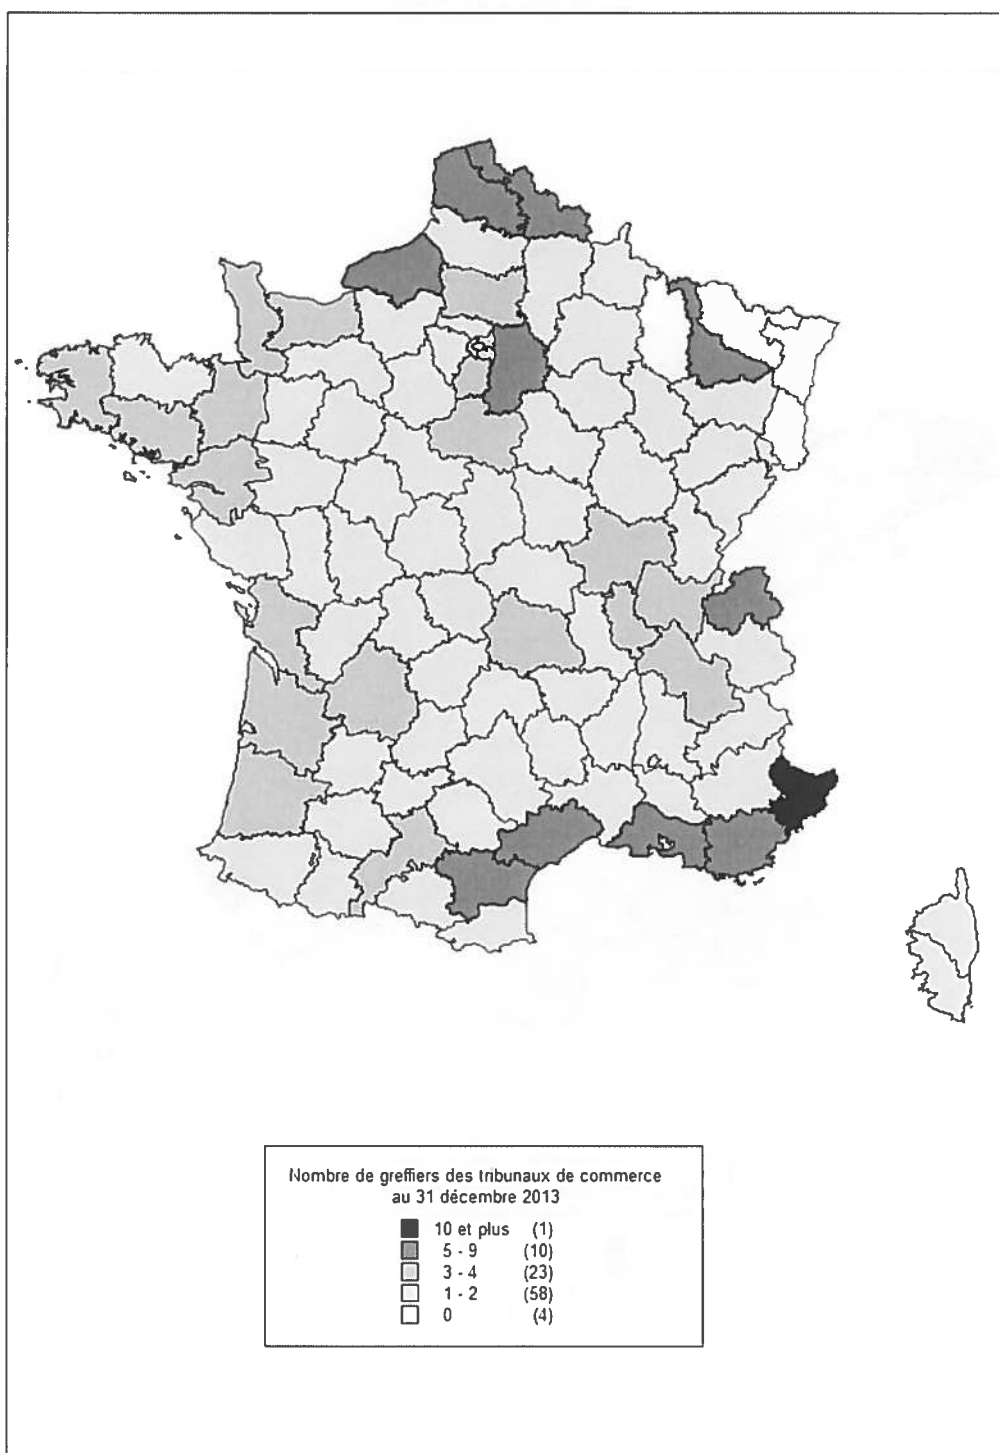 Nombre de greffiers des tribunaux de commerce
au 31 décembre 2013
10 et plus (1)
5 - 9 (10)
3 - 4 (23)
1 - 2 (58)
0 (4)